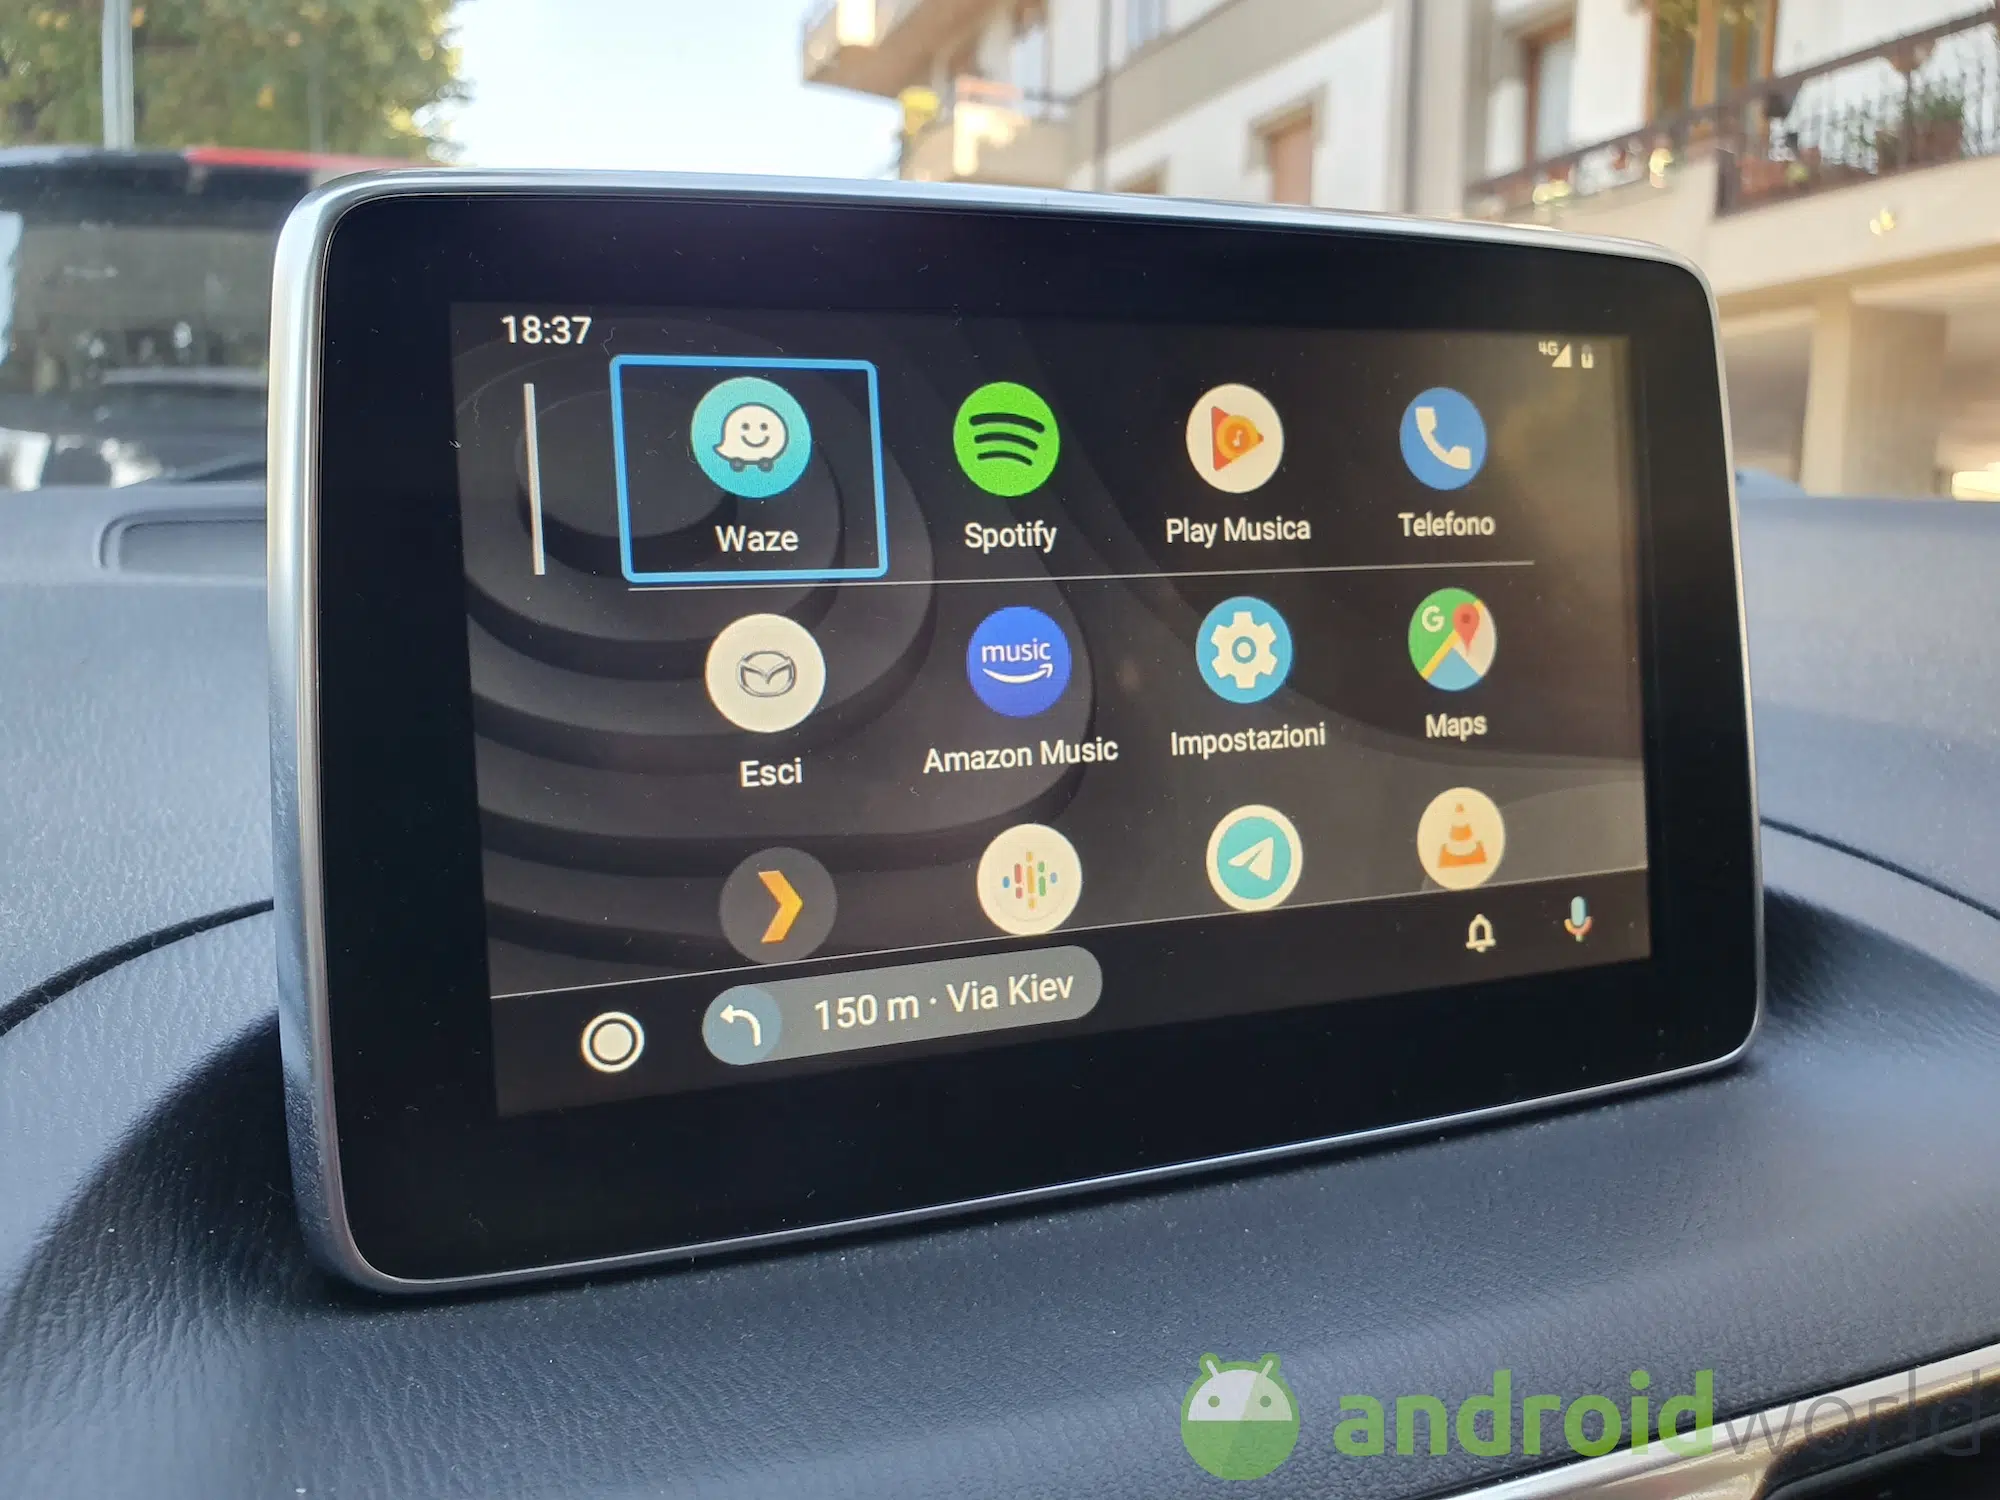 18:37
4G
Waze
Spotify
Play Musica
Telefono
music
G
Esci
Amazon Music
Impostazioni
Maps
150 m · Via Kiev
androidworld